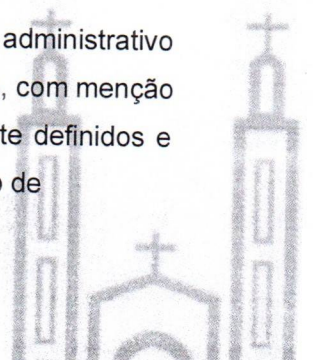 administrativo
, com menção
te definidos e
o de